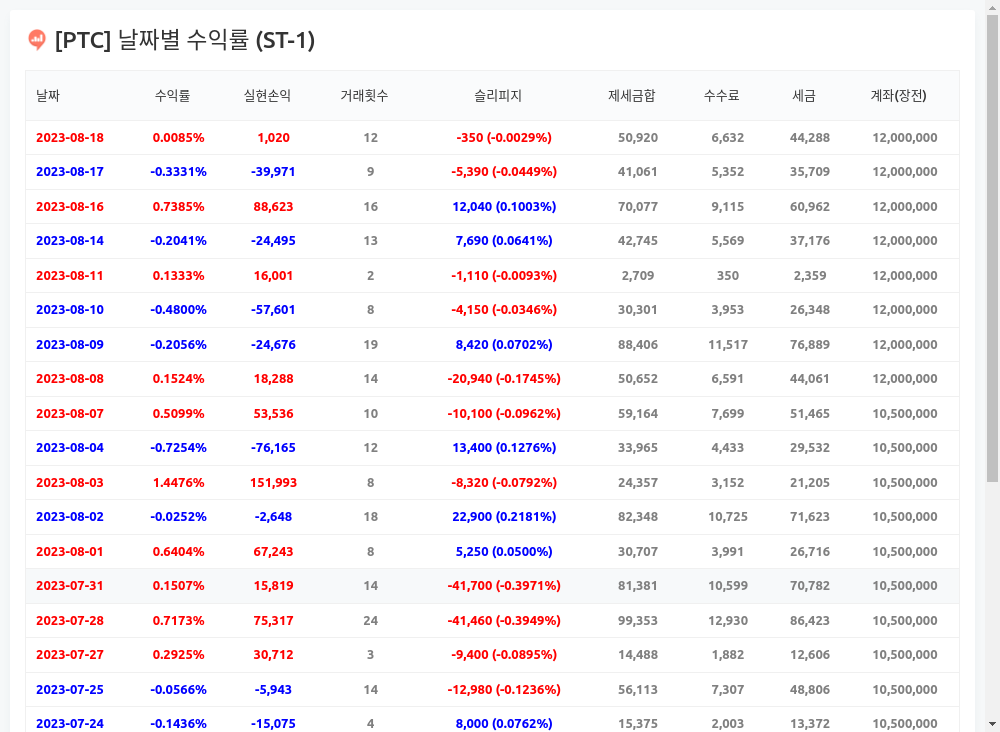 [PTC] 날짜별 수익률 (ST-1)
날짜 수익률 실현손익 거래횟수 슬리피지 제세금합 수수료 세금 계좌(장전)
2023-08-18 0.0085% 1,020 12 -350 (-0.0029%) 50,920 6,632 44,288 12,000,000
2023-08-17 -0.3331% -39,971 9 -5,390 (-0.0449%) 41,061 5,352 35,709 12,000,000
2023-08-16 0.7385% 88,623 16 12,040 (0.1003%) 70,077 9,115 60,962 12,000,000
2023-08-14 -0.2041% -24,495 13 7,690 (0.0641%) 42,745 5,569 37,176 12,000,000
2023-08-11 0.1333% 16,001 2 -1,110 (-0.0093%) 2,709 350 2,359 12,000,000
2023-08-10 -0.4800% -57,601 8 -4,150 (-0.0346%) 30,301 3,953 26,348 12,000,000
2023-08-09 -0.2056% -24,676 19 8,420 (0.0702%) 88,406 11,517 76,889 12,000,000
2023-08-08 0.1524% 18,288 14 -20,940 (-0.1745%) 50,652 6,591 44,061 12,000,000
2023-08-07 0.5099% 53,536 10 -10,100 (-0.0962%) 59,164 7,699 51,465 10,500,000
2023-08-04 -0.7254% -76,165 12 13,400 (0.1276%) 33,965 4,433 29,532 10,500,000
2023-08-03 1.4476% 151,993 8 -8,320 (-0.0792%) 24,357 3,152 21,205 10,500,000
2023-08-02 -0.0252% -2,648 18 22,900 (0.2181%) 82,348 10,725 71,623 10,500,000
2023-08-01 0.6404% 67,243 8 5,250 (0.0500%) 30,707 3,991 26,716 10,500,000
2023-07-31 0.1507% 15,819 14 -41,700 (-0.3971%) 81,381 10,599 70,782 10,500,000
2023-07-28 0.7173% 75,317 24 -41,460 (-0.3949%) 99,353 12,930 86,423 10,500,000
2023-07-27 0.2925% 30,712 3 -9,400 (-0.0895%) 14,488 1,882 12,606 10,500,000
2023-07-25 -0.0566% -5,943 14 -12,980 (-0.1236%) 56,113 7,307 48,806 10,500,000
2023-07-24 -0.1436% -15,075 4 8,000 (0.0762%) 15,375 2,003 13,372 10,500,000